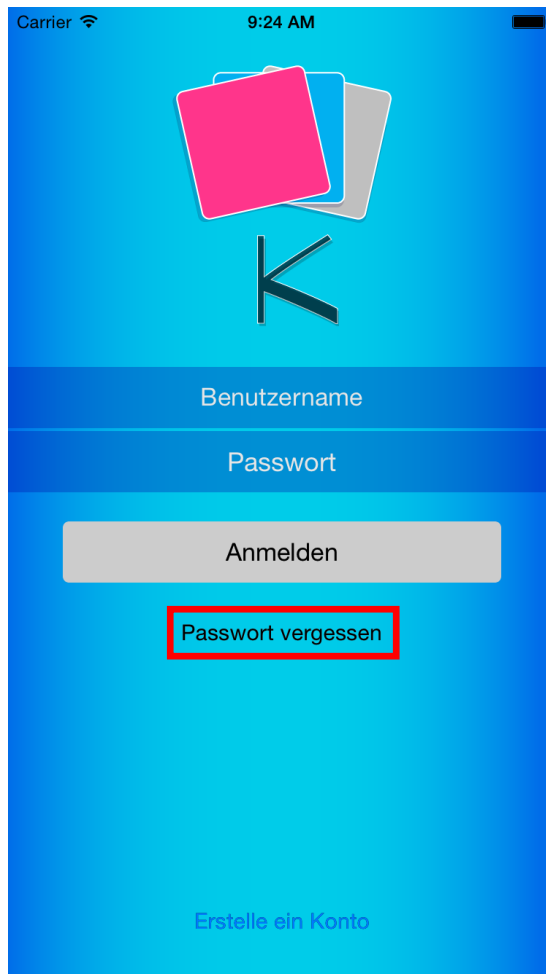 Carrier 9:24 AM
K
Benutzername
Passwort
Anmelden
Passwort vergessen
Erstelle ein Konto